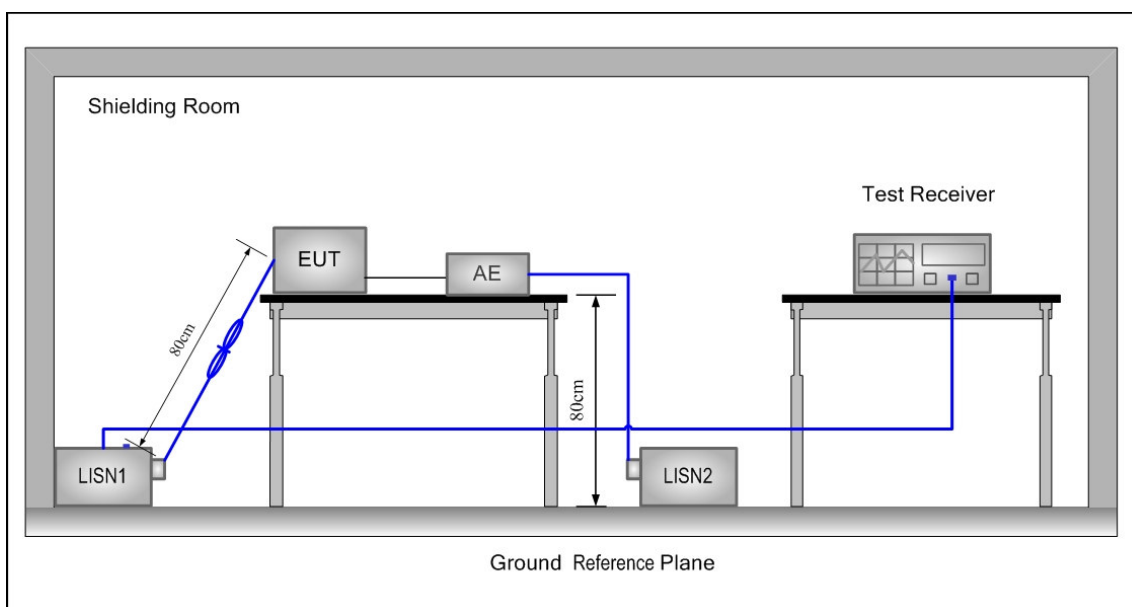 Shielding Room
Test Receiver
EUT
AE
80cm
80cm
LISN1
LISN2
Ground Reference Plane